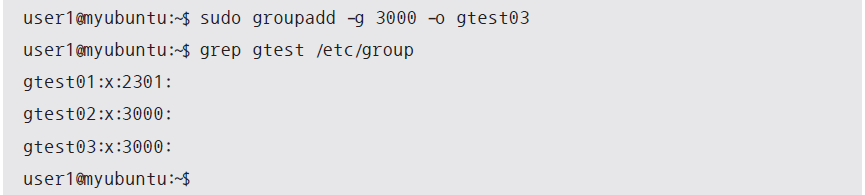 user1@myubuntu:~$ sudo groupadd -g 3000 -o gtest03
user1@myubuntu:~$ grep gtest /etc/group
gtest01:x:2301:
gtest02:x:3000:
gtest03:x:3000:
user1@myubuntu:~$